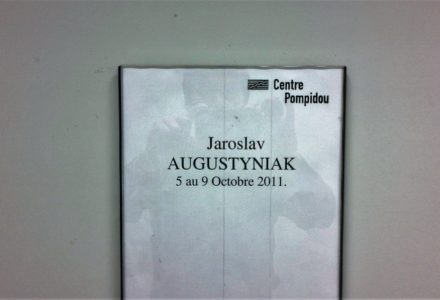 Centre
Pompidou
Jaroslav
AUGUSTYNIAK
5 au 9 Octobre 2011.